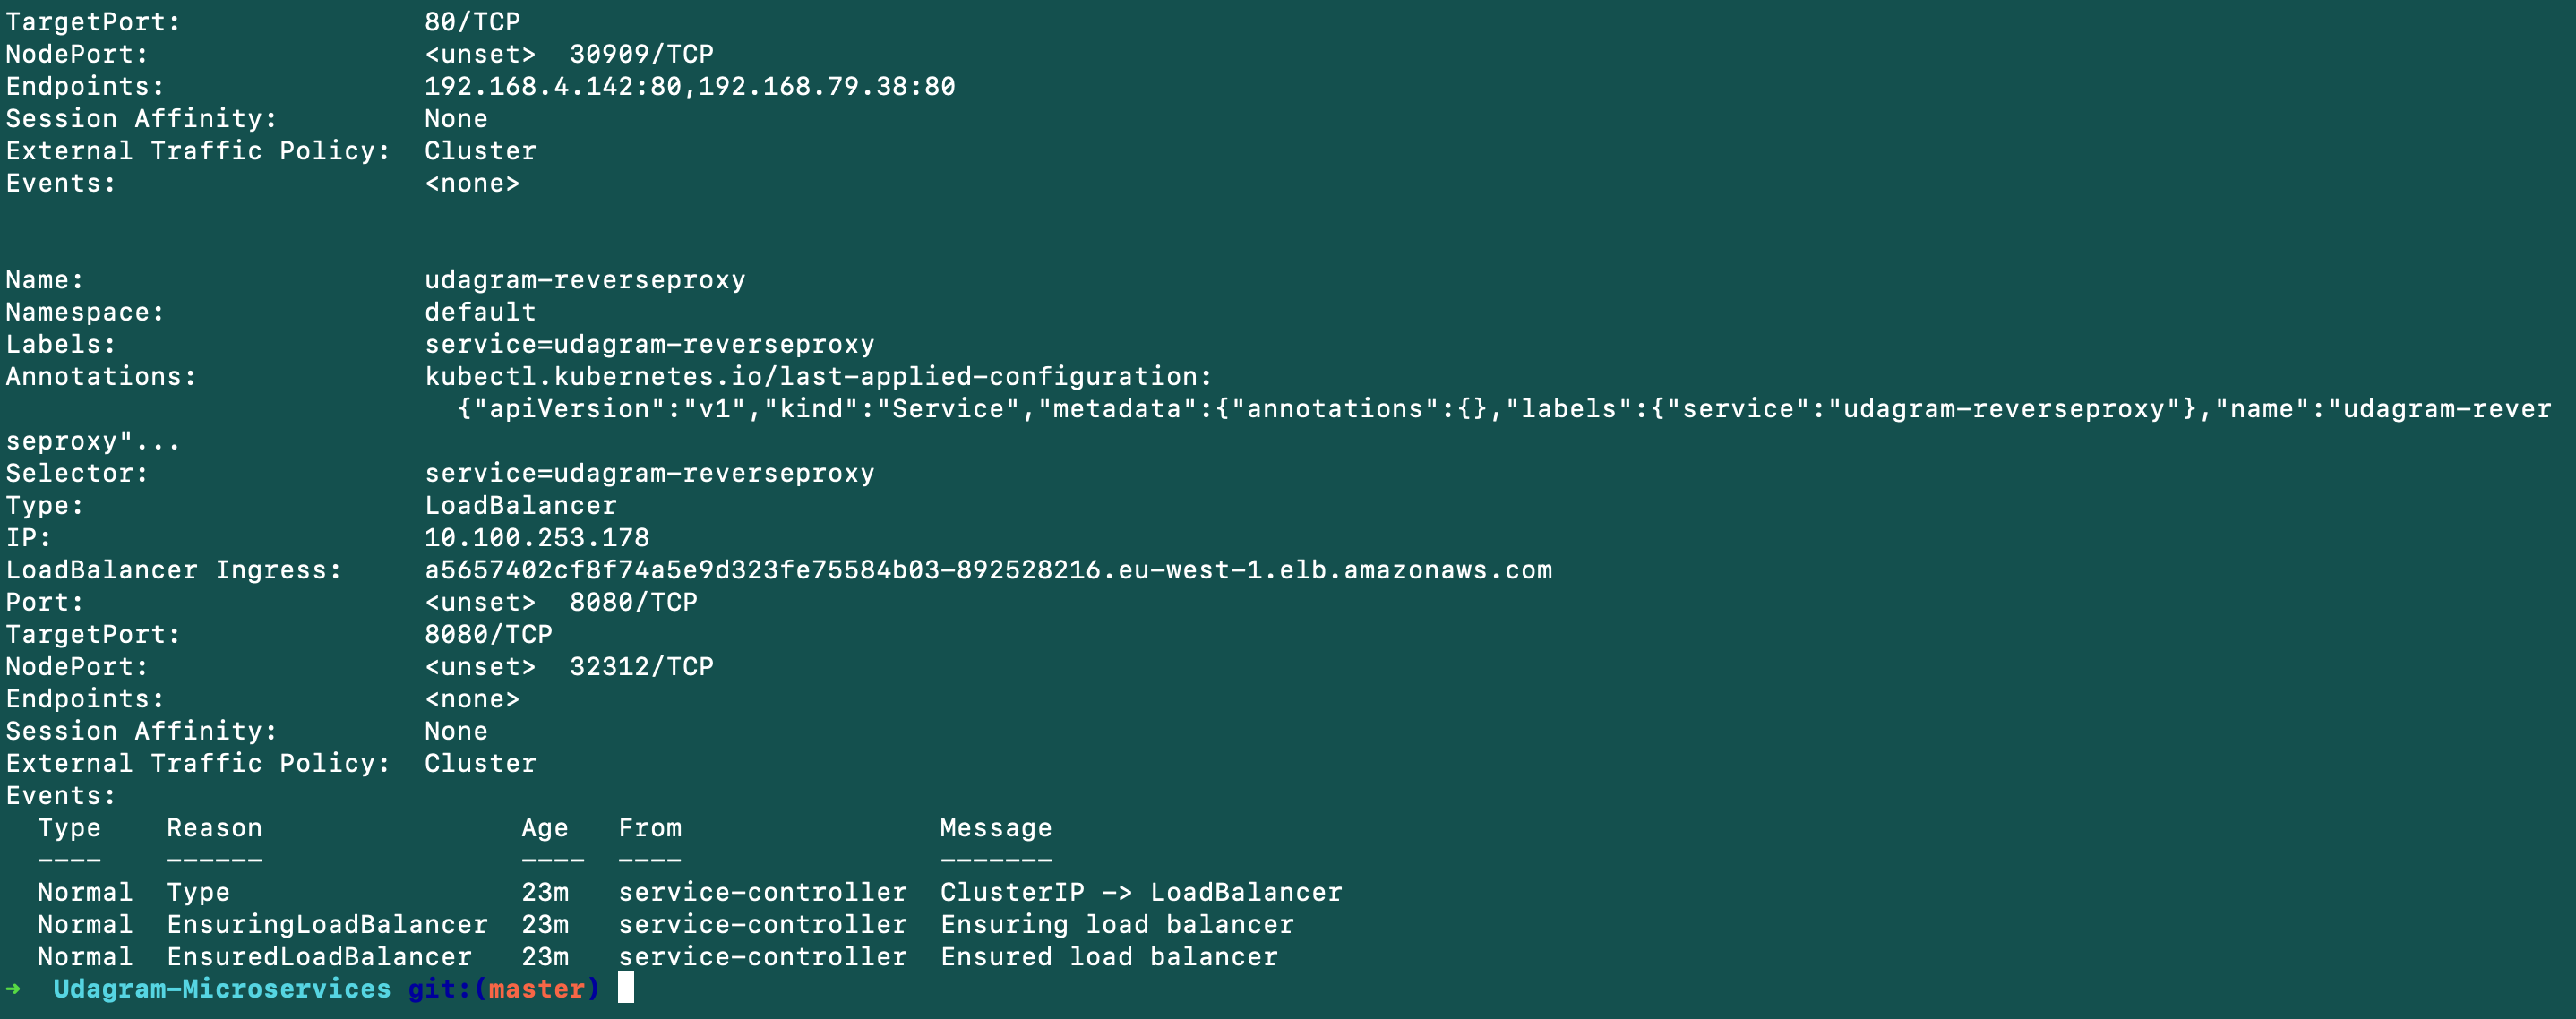 TargetPort:               80/TCP
NodePort:                 <unset>  30909/TCP
Endpoints:                192.168.4.142:80,192.168.79.38:80
Session Affinity:         None
External Traffic Policy:  Cluster
Events:                   <none>
Name:                     udagram-reverseproxy
Namespace:                default
Labels:                   service=udagram-reverseproxy
Annotations:              kubectl.kubernetes.io/last-applied-configuration:
                            {"apiVersion":"v1","kind":"Service","metadata":{"annotations":{},"labels":{"service":"udagram-reverseproxy"},"name":"udagram-rever
seproxy"...
Selector:                 service=udagram-reverseproxy
Type:                     LoadBalancer
IP:                       10.100.253.178
LoadBalancer Ingress:     a5657402cf8f74a5e9d323fe75584b03-892528216.eu-west-1.elb.amazonaws.com
Port:                     <unset>  8080/TCP
TargetPort:               8080/TCP
NodePort:                 <unset>  32312/TCP
Endpoints:                <none>
Session Affinity:         None
External Traffic Policy:  Cluster
Events:
  Type    Reason                Age   From                Message
  ----    ------                ----  ----                -------
  Normal  Type                  23m   service-controller  ClusterIP -> LoadBalancer
  Normal  EnsuringLoadBalancer  23m   service-controller  Ensuring load balancer
  Normal  EnsuredLoadBalancer   23m   service-controller  Ensured load balancer
➜  Udagram-Microservices git:(master)